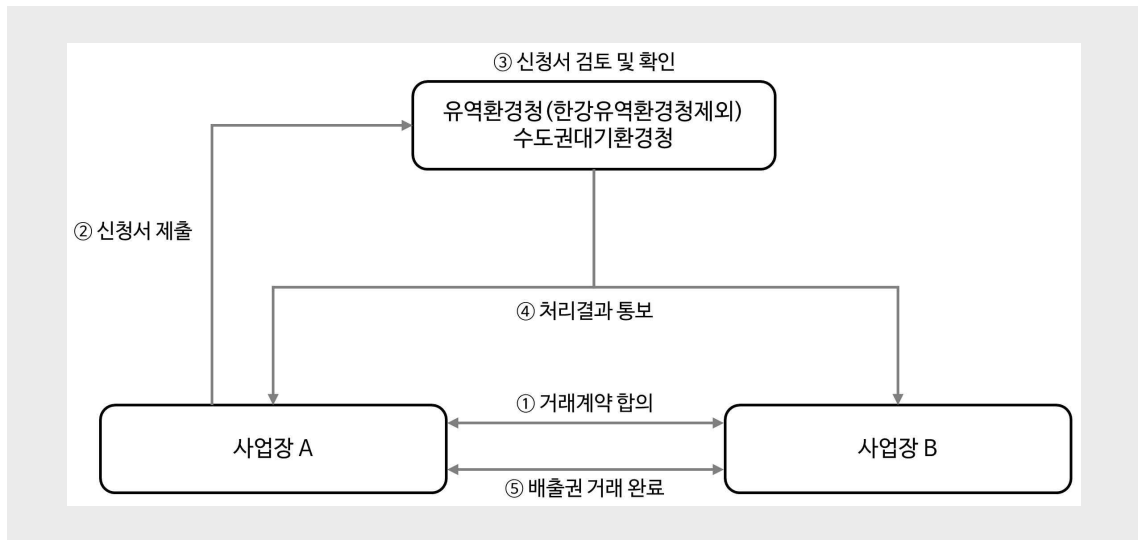 ③ 신청서 검토 및 확인
유역환경청(한강유역환경청제외)
수도권대기환경청
② 신청서 제출
④ 처리결과 통보
① 거래계약 합의
사업장 A
사업장 B
⑤ 배출권 거래 완료